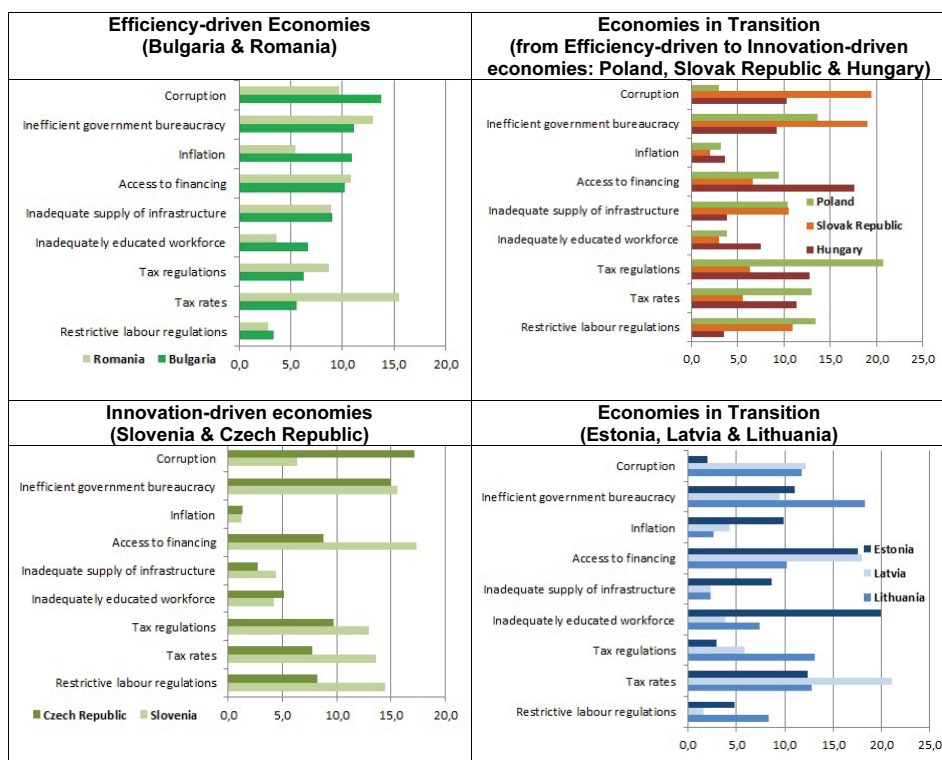 Efficiency-driven Economies
(Bulgaria & Romania)
Corruption
Inefficient government bureaucracy
Inflation
Access to financing
Inadequate supply of infrastructure
Inadequately educated workforce
Tax regulations
Tax rates
Restrictive labour regulations
Romania Bulgaria
0,0 5,0 10,0 15,0 20,0
Economies in Transition
(from Efficiency-driven to Innovation-driven
economies: Poland, Slovak Republic & Hungary)
Corruption
Inefficient government bureaucracy
Inflation
Access to financing
Inadequate supply of infrastructure
Inadequately educated workforce
Tax regulations
Tax rates
Restrictive labour regulations
Poland
Slovak Republic
Hungary
0,0 5,0 10,0 15,0 20,0 25,0
Innovation-driven economies
(Slovenia & Czech Republic)
Corruption
Inefficient government bureaucracy
Inflation
Access to financing
Inadequate supply of infrastructure
Inadequately educated workforce
Tax regulations
Tax rates
Restrictive labour regulations
Czech Republic Slovenia
0,0 5,0 10,0 15,0 20,0
Economies in Transition
(Estonia, Latvia & Lithuania)
Corruption
Inefficient government bureaucracy
Inflation
Access to financing
Inadequate supply of infrastructure
Inadequately educated workforce
Tax regulations
Tax rates
Restrictive labour regulations
Estonia
Latvia
Lithuania
0,0 5,0 10,0 15,0 20,0 25,0